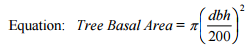 Equation: Tree Basal Area = π(dbh/200)²